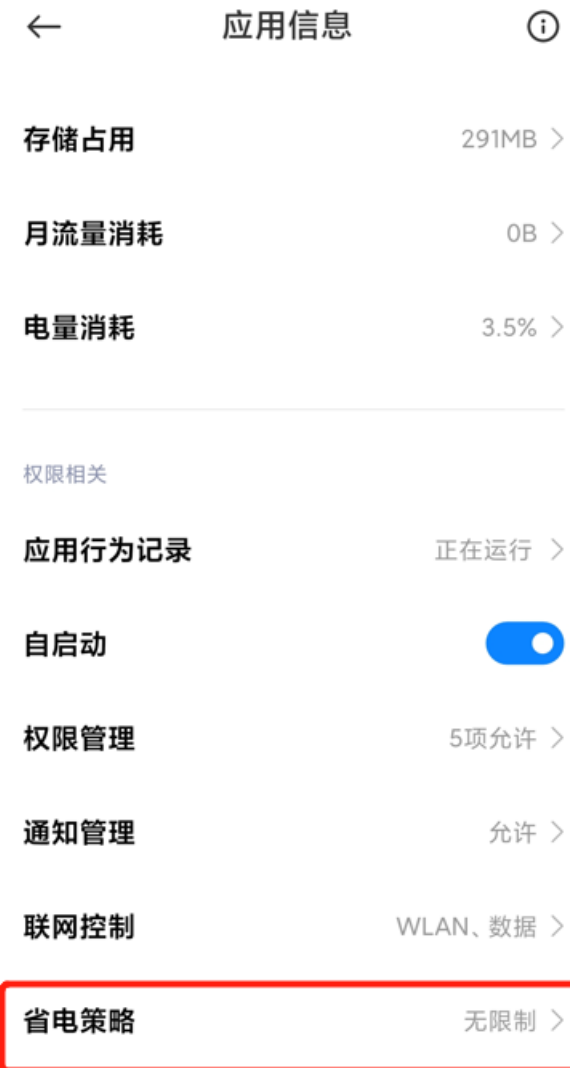 应用信息
存储占用 291MB
月流量消耗 0B
电量消耗 3.5%
权限相关
应用行为记录 正在运行
自启动
权限管理 5项允许
通知管理 允许
联网控制 WLAN、数据
省电策略 无限制